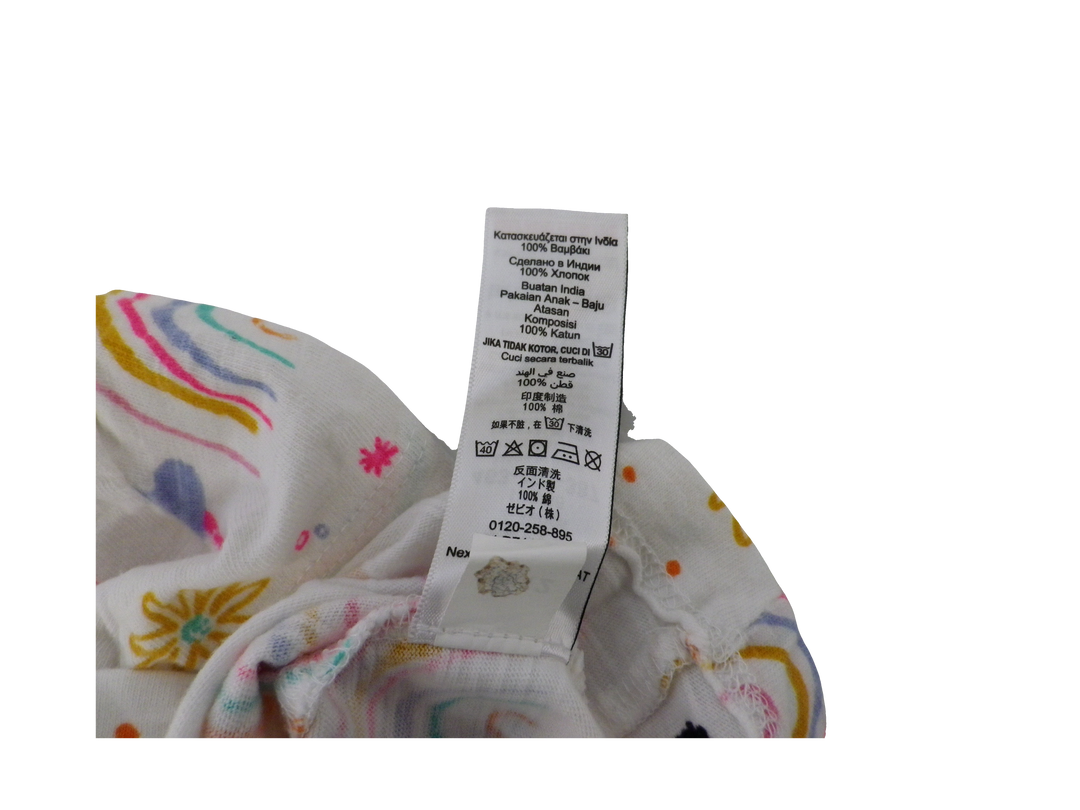 Κατασκευάζεται στην Ινδία
100% Βαμβάκι
Сделано в Индии
100% Хлопок
Buatan India
Pakaian Anak – Baju
Atasan
Komposisi
100% Katun
JIKA TIDAK KOTOR, CUCI DI 30
Cuci secara terbalik
صنع في الهند
قطن %100
印度制造
100% 棉
如果不脏，在 30 下清洗
40
反面清洗
インド製
100% 綿
ゼビオ（株）
0120-258-895
Nex